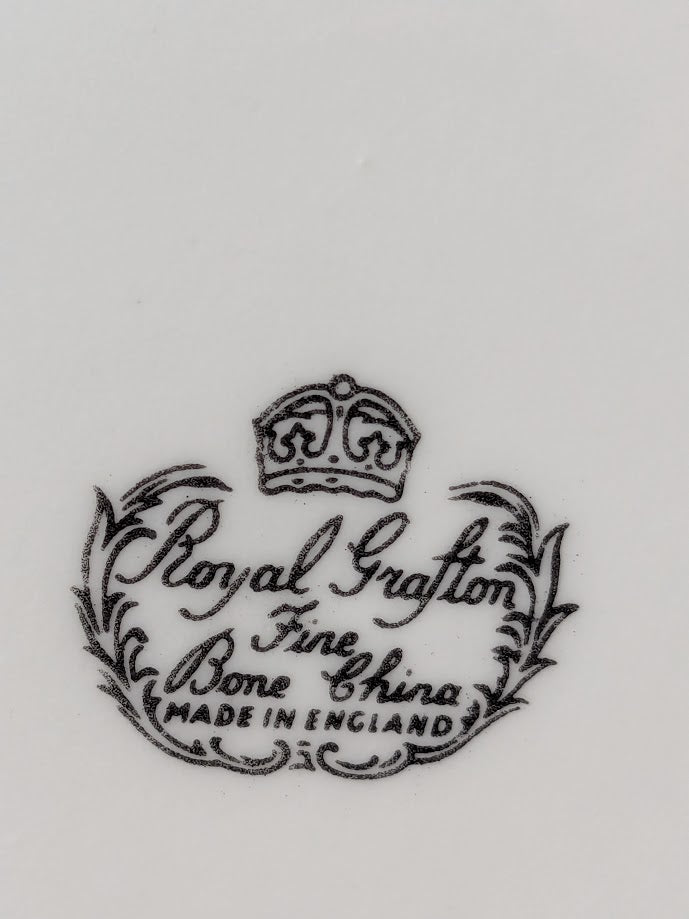 Royal Grafton
Fine
Bone China
MADE IN ENGLAND